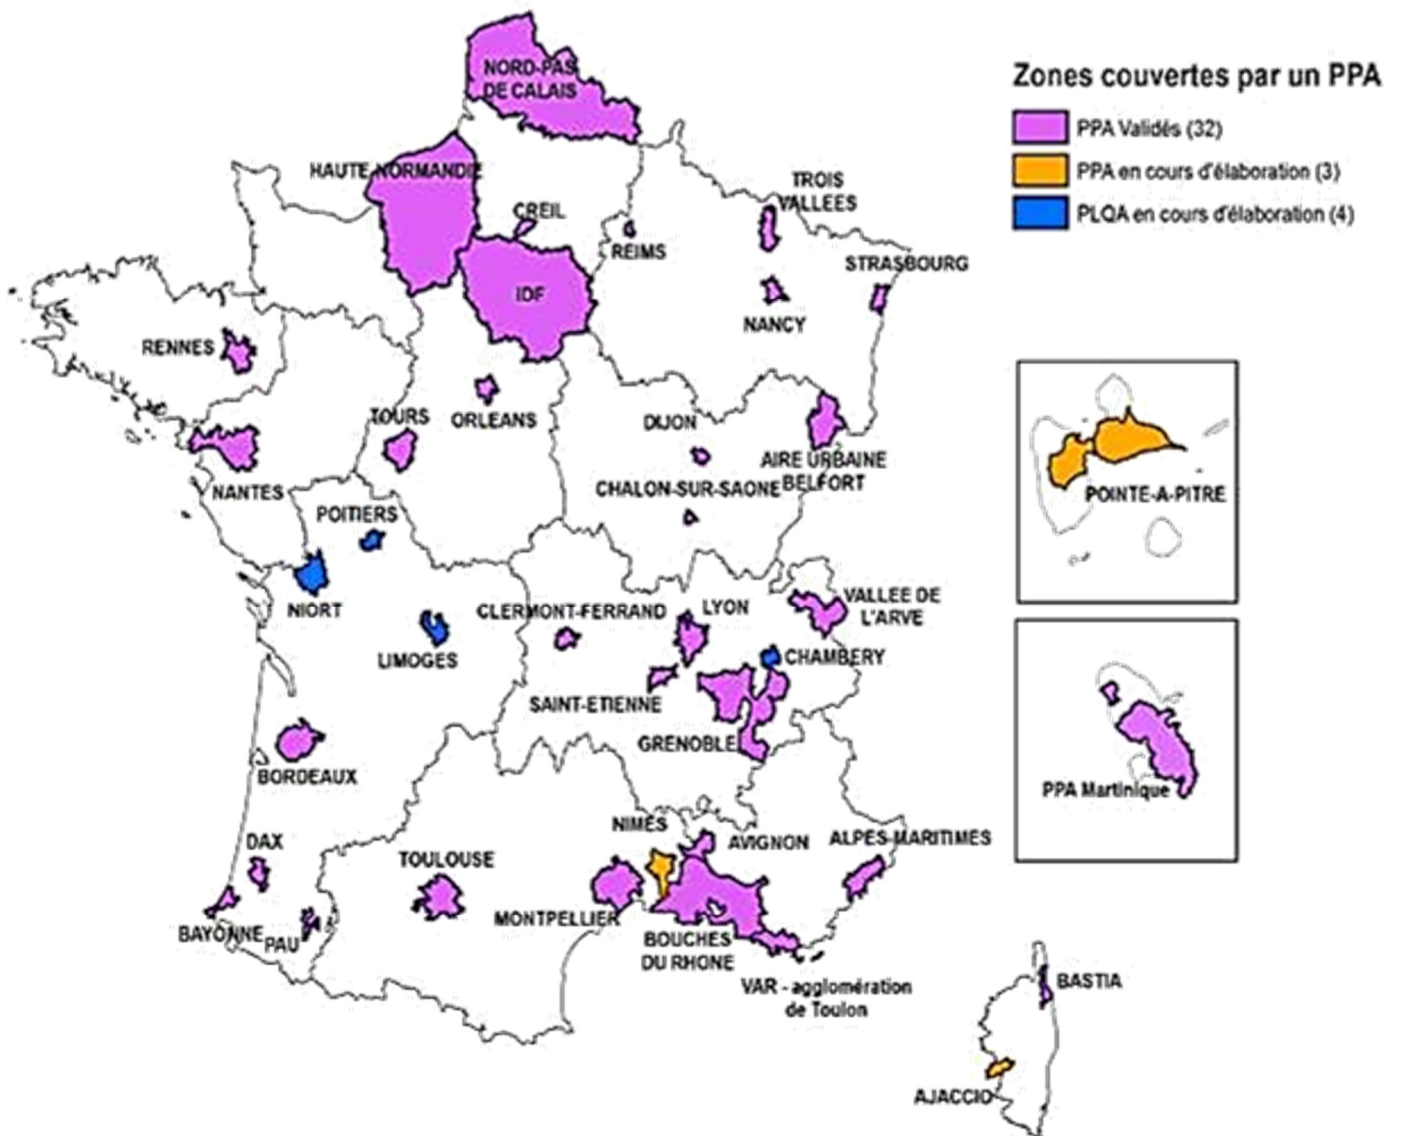 Zones couvertes par un PPA
PPA Validés (32)
PPA en cours d'élaboration (3)
PLQA en cours d'élaboration (4)
NORD-PAS
DE CALAIS
HAUTE-NORMANDIE
CREIL
REIMS
TROIS
VALLEES
STRASBOURG
IDF
NANCY
RENNES
TOURS
ORLEANS
DIJON
AIRE URBAINE
BELFORT
CHALON-SUR-SAONE
NANTES
POITIERS
NIORT
LIMOGES
CLERMONT-FERRAND
LYON
VALLEE DE
L'ARVE
CHAMBERY
SAINT-ETIENNE
GRENOBLE
BORDEAUX
DAX
BAYONNE
PAU
TOULOUSE
MONTPELLIER
NIMES
AVIGNON
ALPES-MARITIMES
BOUCHES
DU RHONE
VAR - agglomération
de Toulon
BASTIA
AJACCIO
POINTE-A-PITRE
PPA Martinique